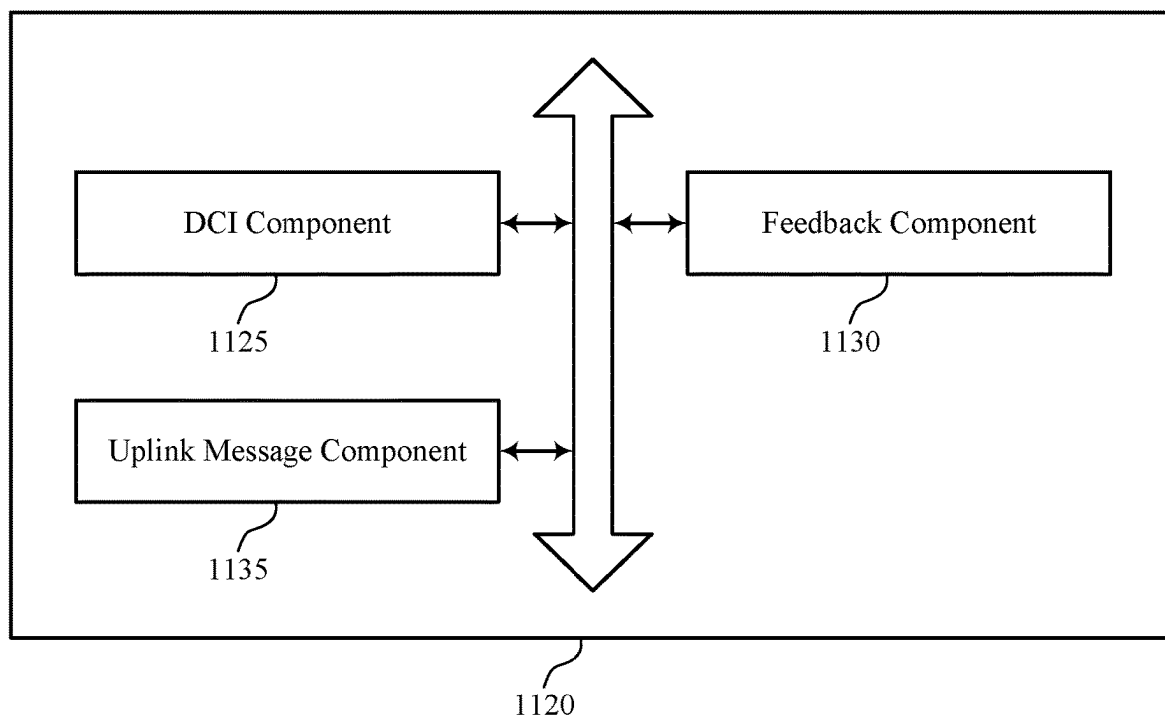 DCI Component
Feedback Component
1125
1130
Uplink Message Component
1135
1120